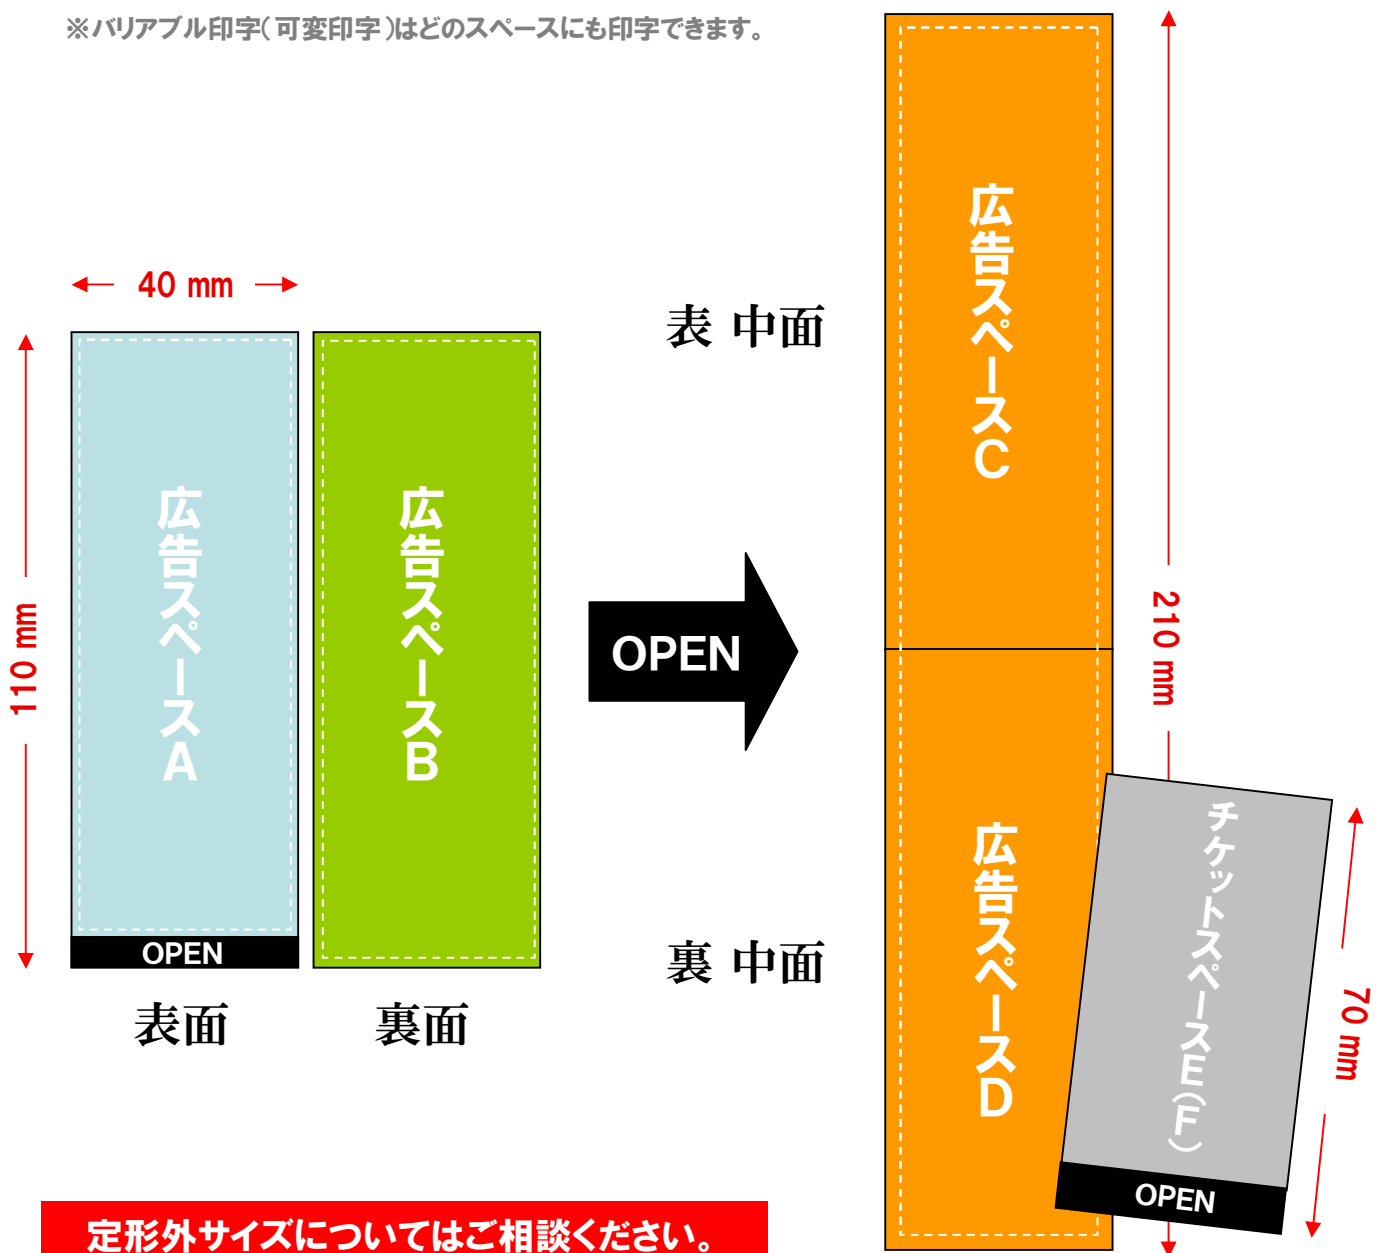 ※バリアブル印字(可変印字)はどのスペースにも印字できます。
40 mm
110 mm
広告スペースA
OPEN
表面
広告スペースB
裏面
OPEN
表 中面
広告スペースC
210 mm
裏 中面
広告スペースD
チケットスペースE(F)
OPEN
70 mm
定形外サイズについてはご相談ください。